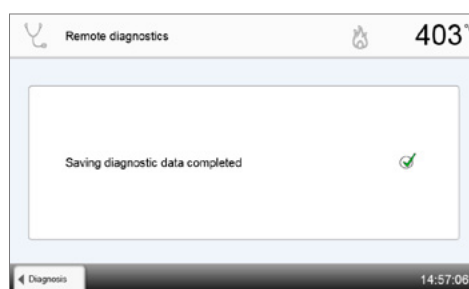 Remote diagnostics
403°
Saving diagnostic data completed
Diagnosis
14:57:06